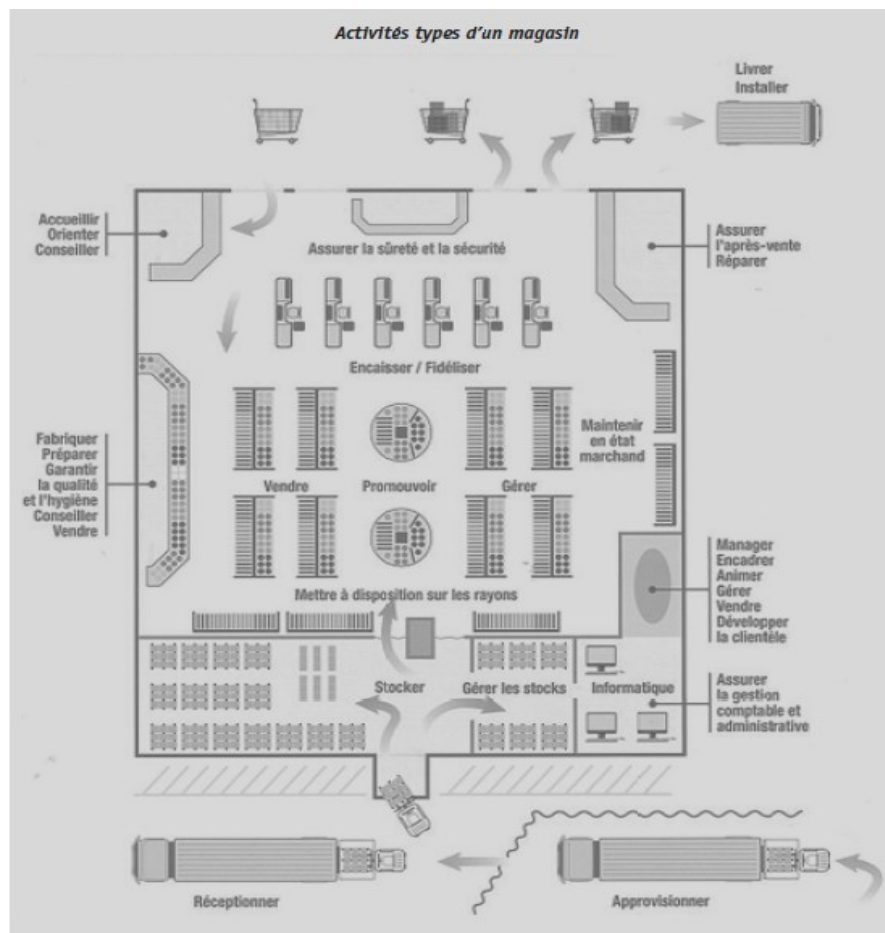 Activités types d'un magasin
Livrer
Installer
Accueillir
Orienter
Conseiller
Assurer la sûreté et la sécurité
Assurer
l'après-vente
Réparer
Encaisser / Fidéliser
Fabriquer
Préparer
Garantir
la qualité
et l'hygiène
Conseiller
Vendre
Maintenir
en état
marchand
Vendre
Promouvoir
Gérer
Mettre à disposition sur les rayons
Manager
Encadrer
Animer
Gérer
Vendre
Développer
la clientèle
Stocker
Gérer les stocks
Informatique
Assurer
la gestion
comptable et
administrative
Réceptionner
Approvisionner